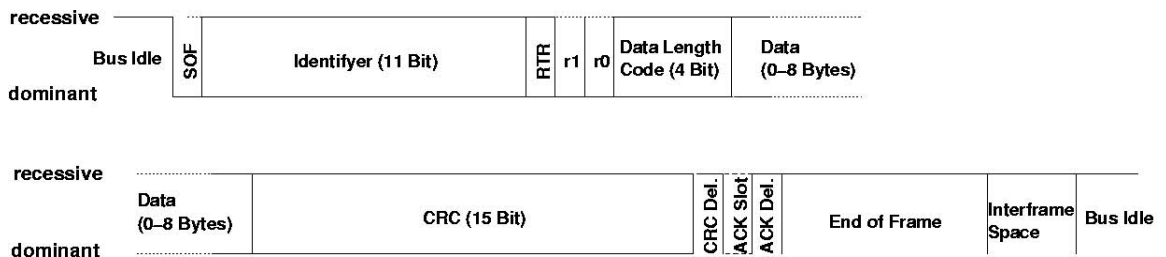 recessive
Bus Idle
SOF
Identifyer (11 Bit)
RTR
r1
r0
Data Length
Code (4 Bit)
Data
(0–8 Bytes)
dominant
recessive
Data
(0–8 Bytes)
CRC (15 Bit)
CRC Del.
ACK Slot
ACK Del.
End of Frame
Interframe
Space
Bus Idle
dominant